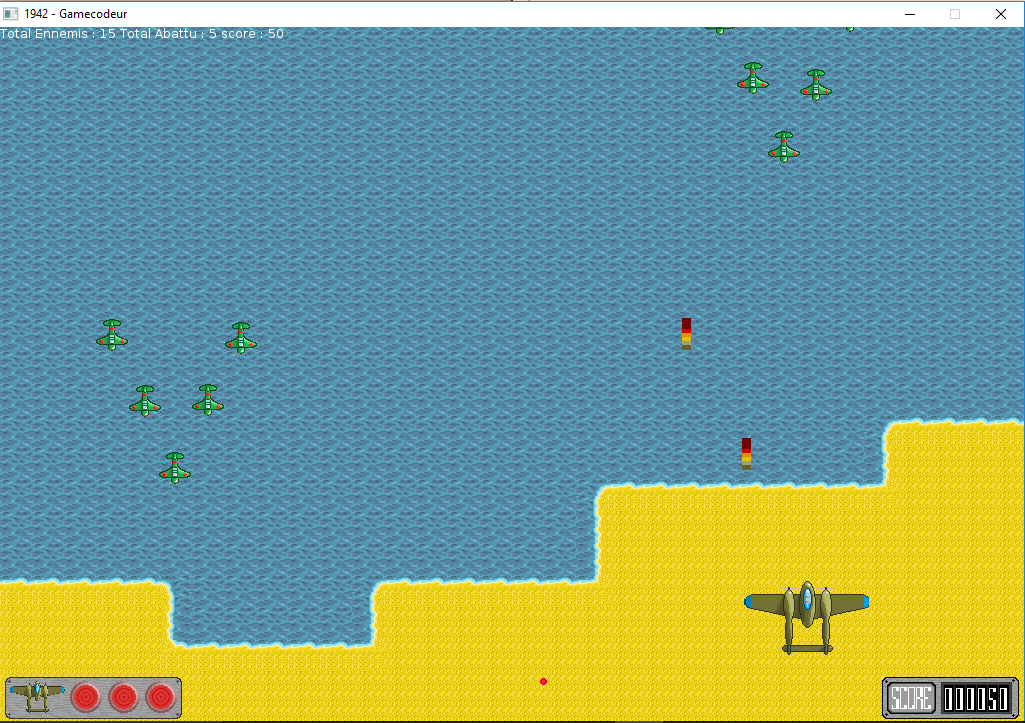 1942 - Gamecodeur
Total Ennemis : 15 Total Abattu : 5 score : 50
SCORE 000050